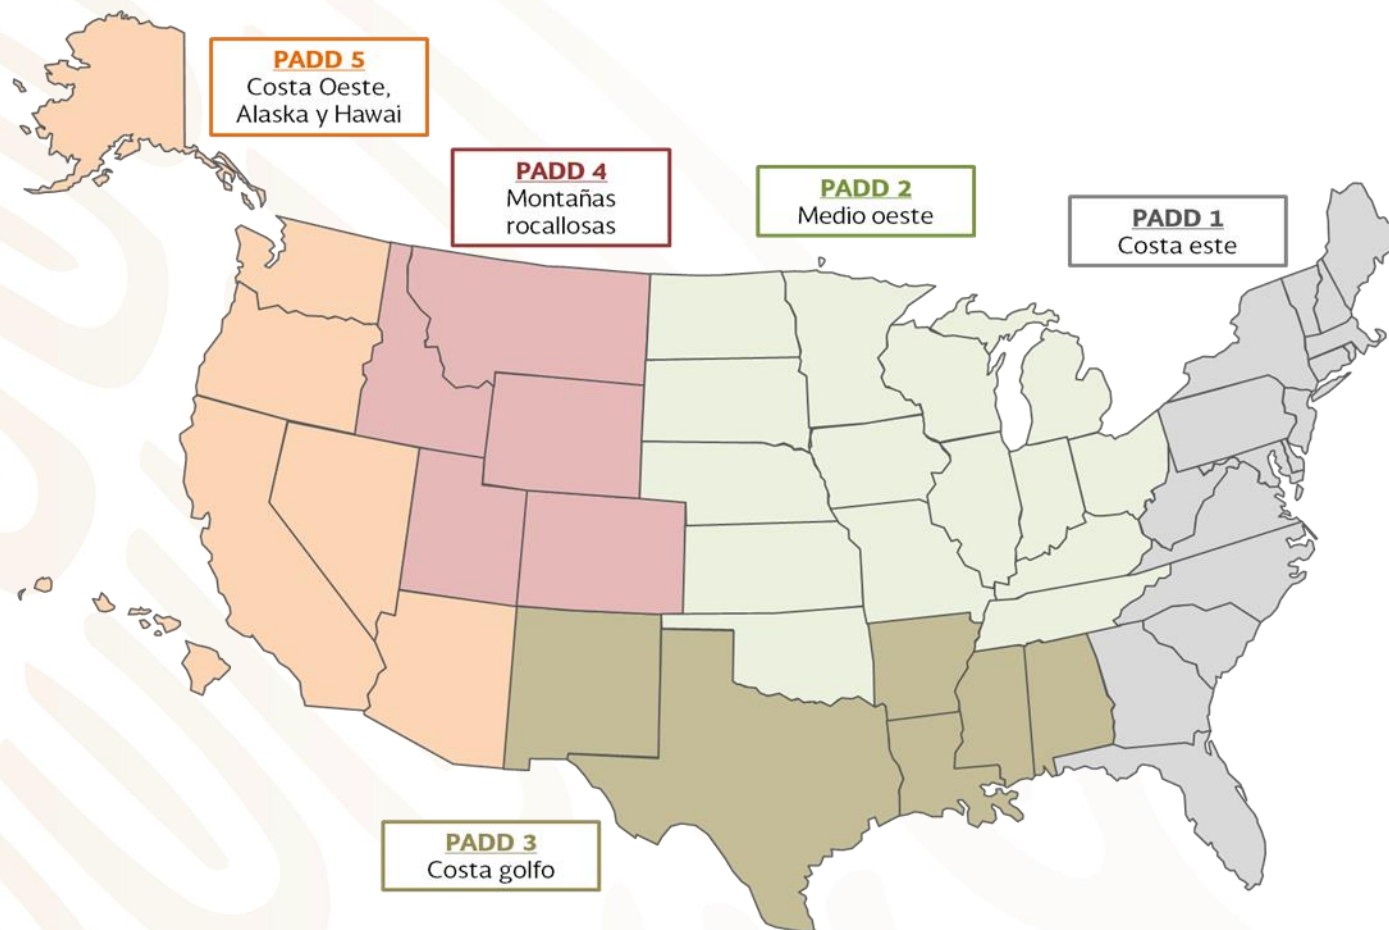 PADD 5
Costa Oeste,
Alaska y Hawai
PADD 4
Montañas
rocallosas
PADD 2
Medio oeste
PADD 1
Costa este
PADD 3
Costa golfo